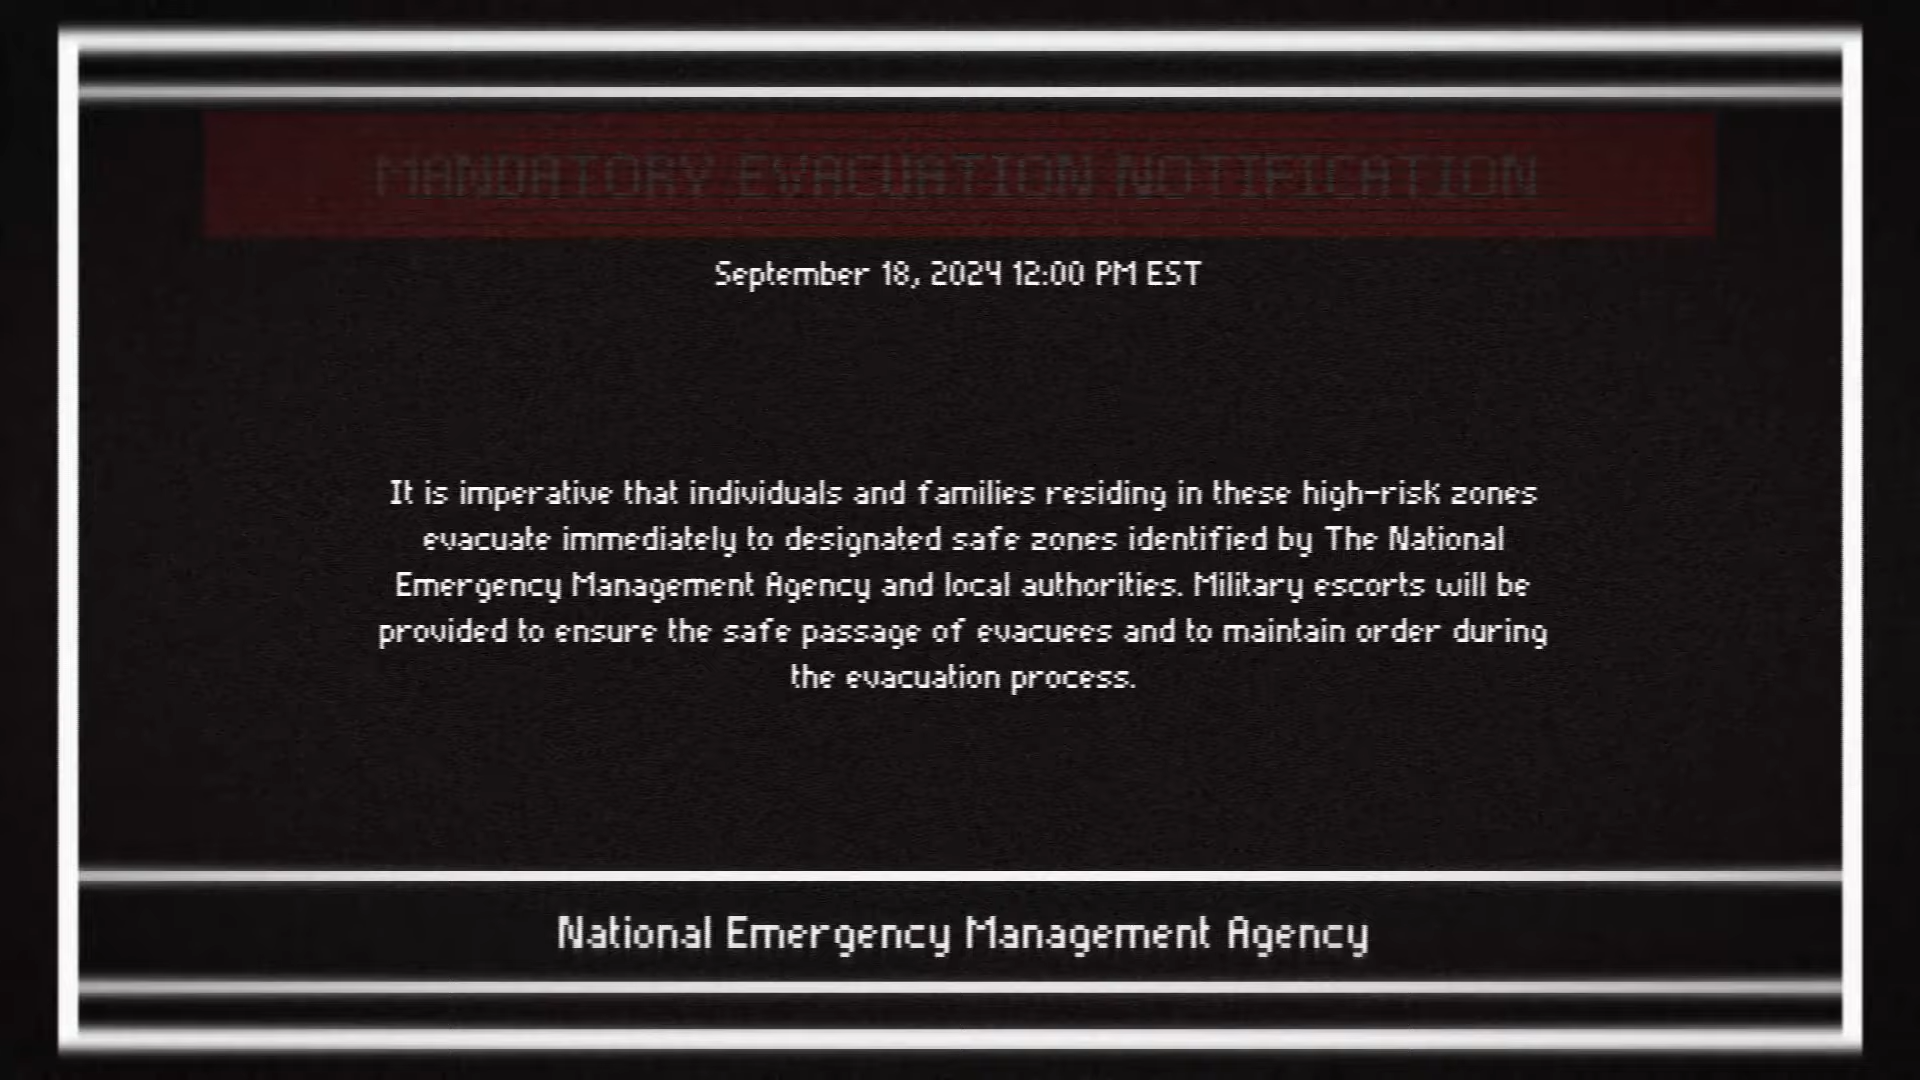 MANDATORY EVACUATION NOTIFICATION
September 18, 2024 12:00 PM EST
It is imperative that individuals and families residing in these high-risk zones
evacuate immediately to designated safe zones identified by The National
Emergency Management Agency and local authorities. Military escorts will be
provided to ensure the safe passage of evacuees and to maintain order during
the evacuation process.
National Emergency Management Agency